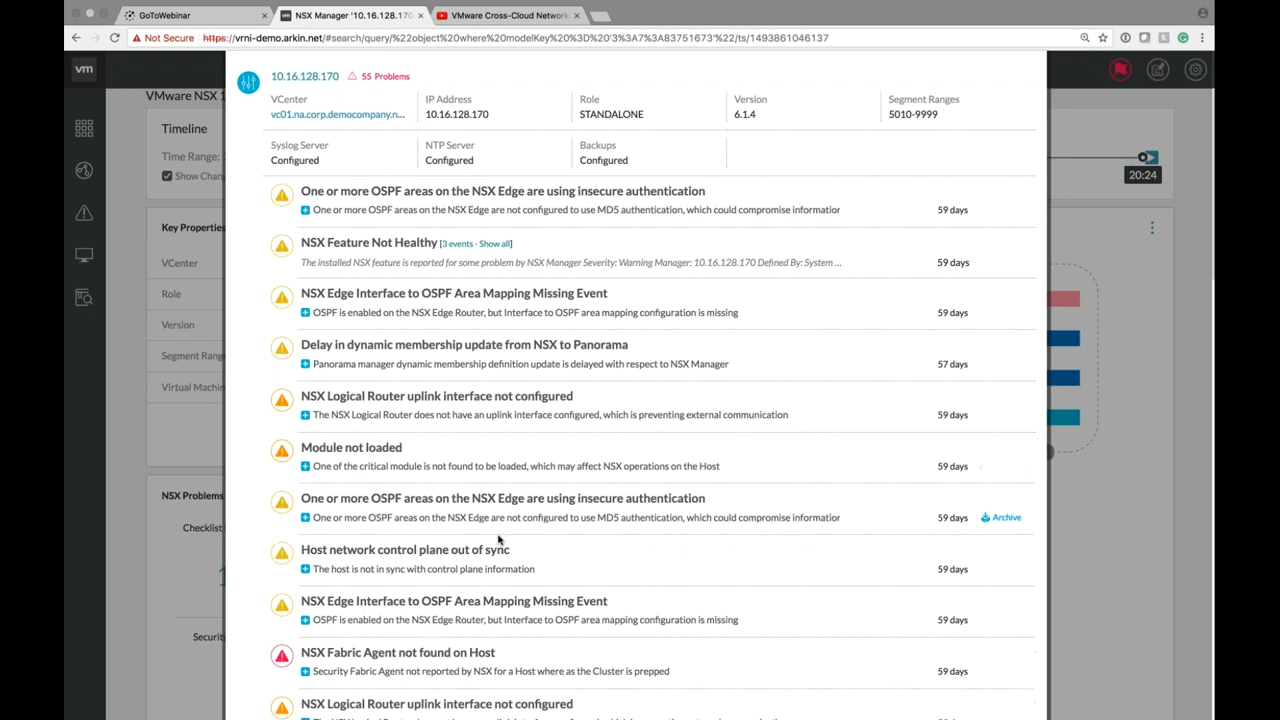 GoToWebinar
NSX Manager '10.16.128.170
VMware Cross-Cloud Network
Not Secure
https://vrni-demo.arkin.net/#search/query/%22object%20where%20modelKey%20%3D%20'3%3A7%3A83751673'%22/ts/1493861046137
vm
VMware NSX 1
Timeline
Time Range:
Show Chan
20:24
Key Properties
VCenter
Role
Version
Segment Rang
Virtual Machin
NSX Problems
Checklist
Security
10.16.128.170
55 Problems
VCenter
vc01.na.corp.democompany.n...
IP Address
10.16.128.170
Role
STANDALONE
Version
6.1.4
Segment Ranges
5010-9999
Syslog Server
Configured
NTP Server
Configured
Backups
Configured
One or more OSPF areas on the NSX Edge are using insecure authentication
One or more OSPF areas on the NSX Edge are not configured to use MD5 authentication, which could compromise information
59 days
NSX Feature Not Healthy [3 events - Show all]
The installed NSX feature is reported for some problem by NSX Manager Severity: Warning Manager: 10.16.128.170 Defined By: System ...
59 days
NSX Edge Interface to OSPF Area Mapping Missing Event
OSPF is enabled on the NSX Edge Router, but Interface to OSPF area mapping configuration is missing
59 days
Delay in dynamic membership update from NSX to Panorama
Panorama manager dynamic membership definition update is delayed with respect to NSX Manager
57 days
NSX Logical Router uplink interface not configured
The NSX Logical Router does not have an uplink interface configured, which is preventing external communication
59 days
Module not loaded
One of the critical module is not found to be loaded, which may affect NSX operations on the Host
59 days
One or more OSPF areas on the NSX Edge are using insecure authentication
One or more OSPF areas on the NSX Edge are not configured to use MD5 authentication, which could compromise information
59 days
Archive
Host network control plane out of sync
The host is not in sync with control plane information
59 days
NSX Edge Interface to OSPF Area Mapping Missing Event
OSPF is enabled on the NSX Edge Router, but Interface to OSPF area mapping configuration is missing
59 days
NSX Fabric Agent not found on Host
Security Fabric Agent not reported by NSX for a Host where as the Cluster is prepped
59 days
NSX Logical Router uplink interface not configured